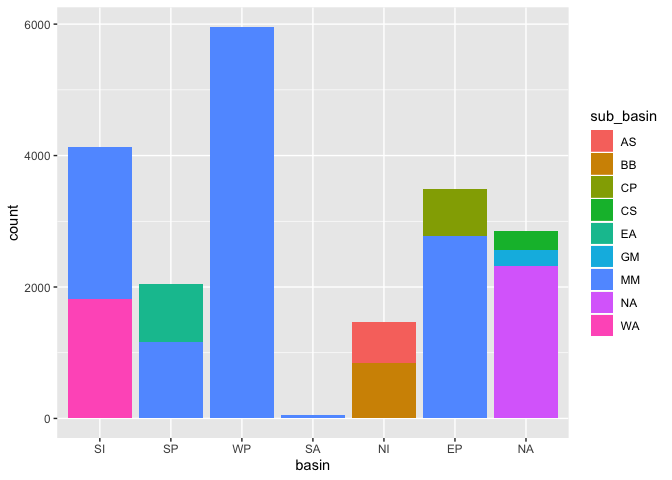 6000
4000
2000
0
count
SI SP WP SA NI EP NA
basin
sub_basin
AS
BB
CP
CS
EA
GM
MM
NA
WA